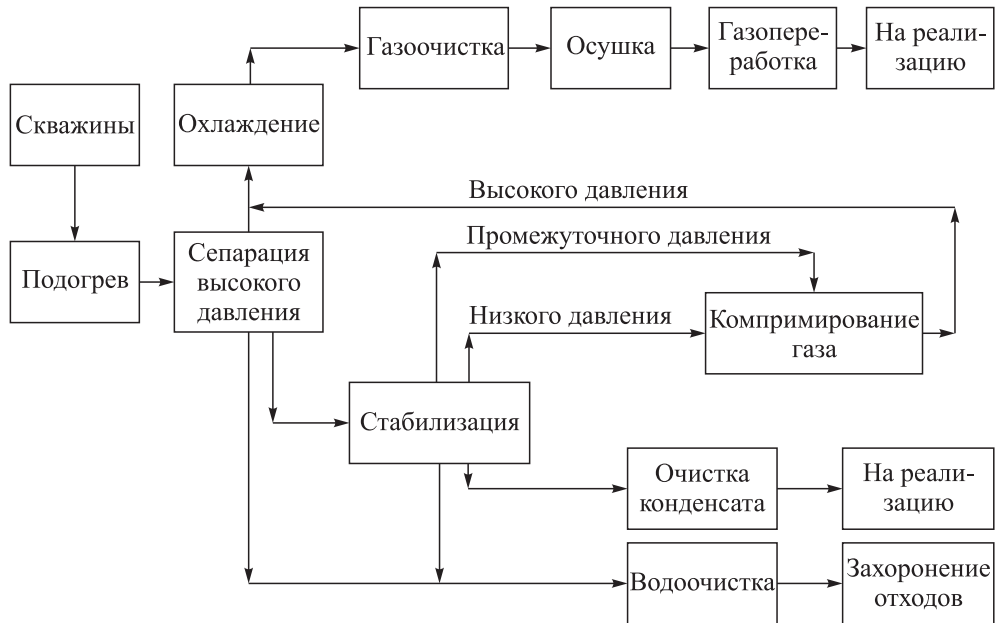 Газоочистка
Осушка
Газопере-
работка
На реали-
зацию
Скважины
Охлаждение
Высокого давления
Подогрев
Сепарация
высокого
давления
Промежуточного давления
Низкого давления
Компримирование
газа
Стабилизация
Очистка
конденсата
На реали-
зацию
Водоочистка
Захоронение
отходов